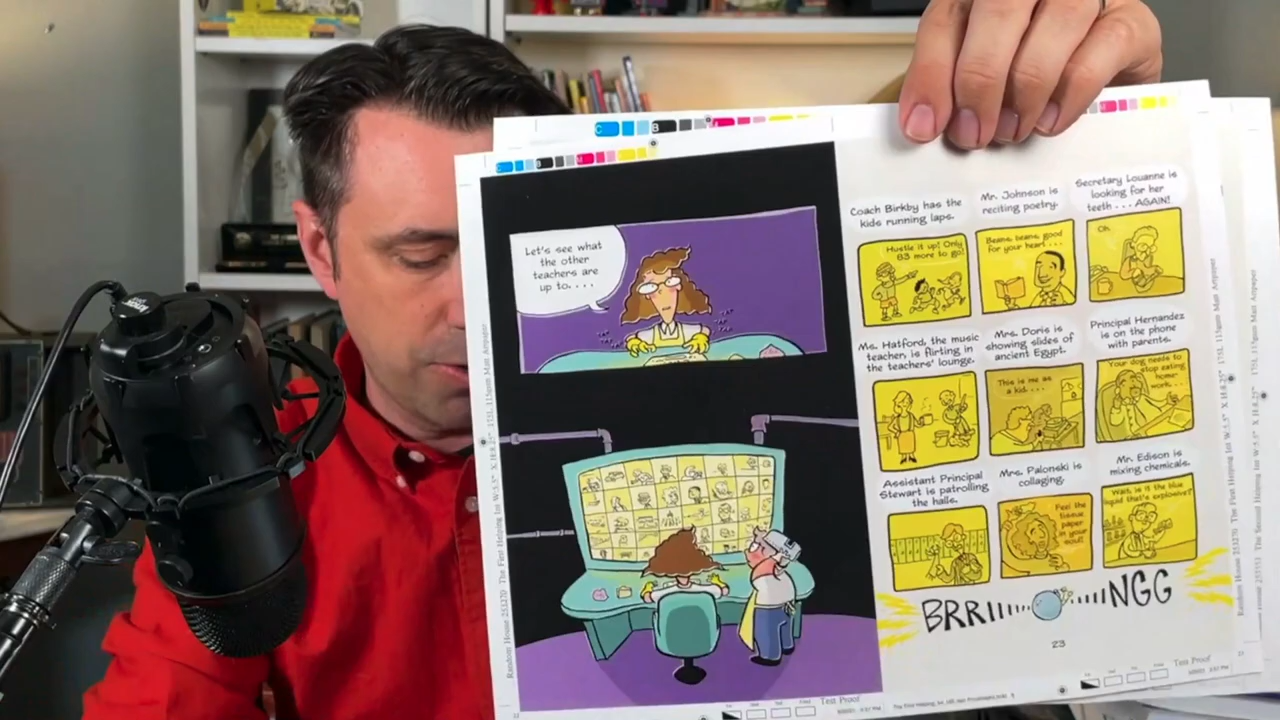 Let's see what
the other
teachers are
up to. . . .
Coach Birkby has the
kids running laps.
Hustle it up! Only
83 more to go!
Mr. Johnson is
reciting poetry.
Beans, beans, good
for your heart . . .
Secretary Louanne is
looking for her
teeth . . . AGAIN!
Oh.
Ms. Hatford, the music
teacher, is flirting in
the teachers' lounge.
Mrs. Doris is
showing slides of
ancient Egypt.
This is me as
a kid. . . .
Principal Hernandez
is on the phone
with parents.
Your dog needs to
stop eating
home-
work. . .
Assistant Principal
Stewart is patrolling
the halls.
Mrs. Palonski is
collaging.
Feel the
tissue
paper
in your
soul!
Mr. Edison is
mixing chemicals.
Wait, is it the blue
liquid that's explosive?
BRRIIIIIIIIIINGG
23
Test Proof
Test Proof